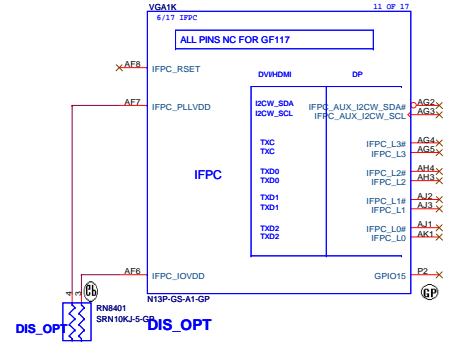 VGA1K 11 OF 17
6/17 IFPC
ALL PINS NC FOR GF117
AF8 IFPC_RSET
DVI/HDMI DP
AF7 IFPC_PLLVDD
I2CW_SDA IFPC_AUX_I2CW_SDA# AG2
I2CW_SCL IFPC_AUX_I2CW_SCL AG3
TXC IFPC_L3# AG4
TXC IFPC_L3 AG5
IFPC
TXD0 IFPC_L2# AH4
TXD0 IFPC_L2 AH3
TXD1 IFPC_L1# AJ2
TXD1 IFPC_L1 AJ3
TXD2 IFPC_L0# AJ1
TXD2 IFPC_L0 AK1
AF6 IFPC_IOVDD GPIO15 P2
GP
N13P-GS-A1-GP
4 3
RN8401
SRN10KJ-5-GP
DIS_OPT DIS_OPT